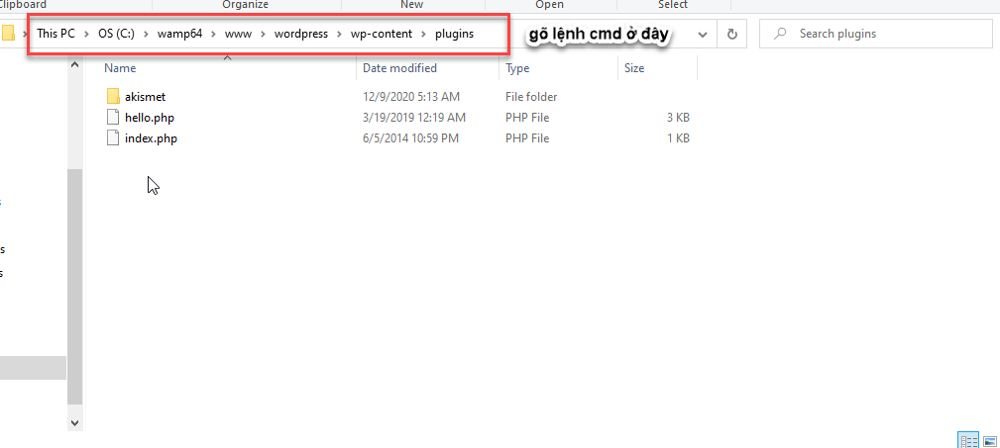 Clipboard Organize New Open Select
This PC OS (C:) wamp64 www wordpress wp-content plugins gõ lệnh cmd ở đây Search plugins
Name Date modified Type Size
akismet 12/9/2020 5:13 AM File folder
hello.php 3/19/2019 12:19 AM PHP File 3 KB
index.php 6/5/2014 10:59 PM PHP File 1 KB
s
s